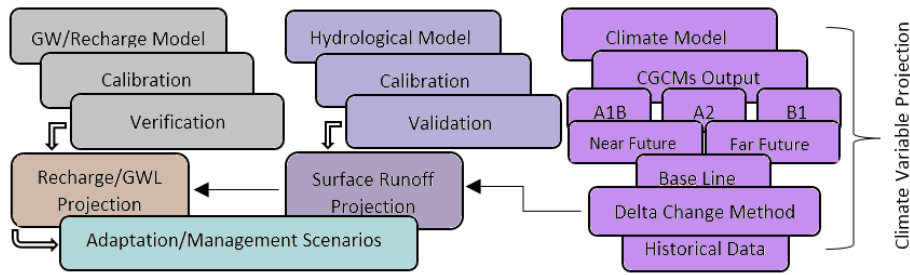 GW/Recharge Model
Calibration
Verification
Recharge/GWL
Projection
Adaptation/Management Scenarios
Hydrological Model
Calibration
Validation
Surface Runoff
Projection
Climate Model
CGCMs Output
A1B
A2
B1
Near Future
Far Future
Base Line
Delta Change Method
Historical Data
Climate Variable Projection